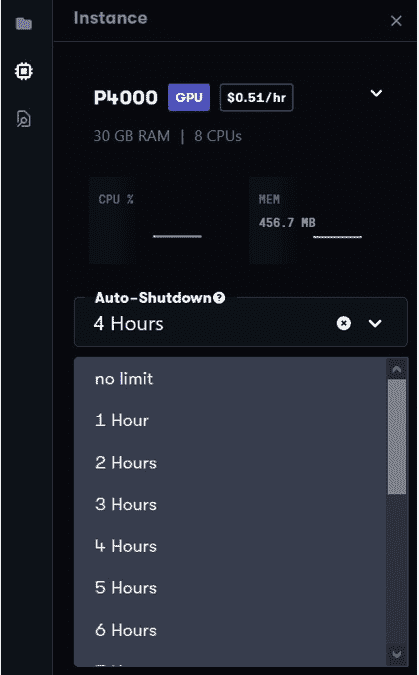 Instance
P4000 GPU $0.51/hr
30 GB RAM | 8 CPUs
CPU % MEM
456.7 MB
Auto-Shutdown
4 Hours
no limit
1 Hour
2 Hours
3 Hours
4 Hours
5 Hours
6 Hours